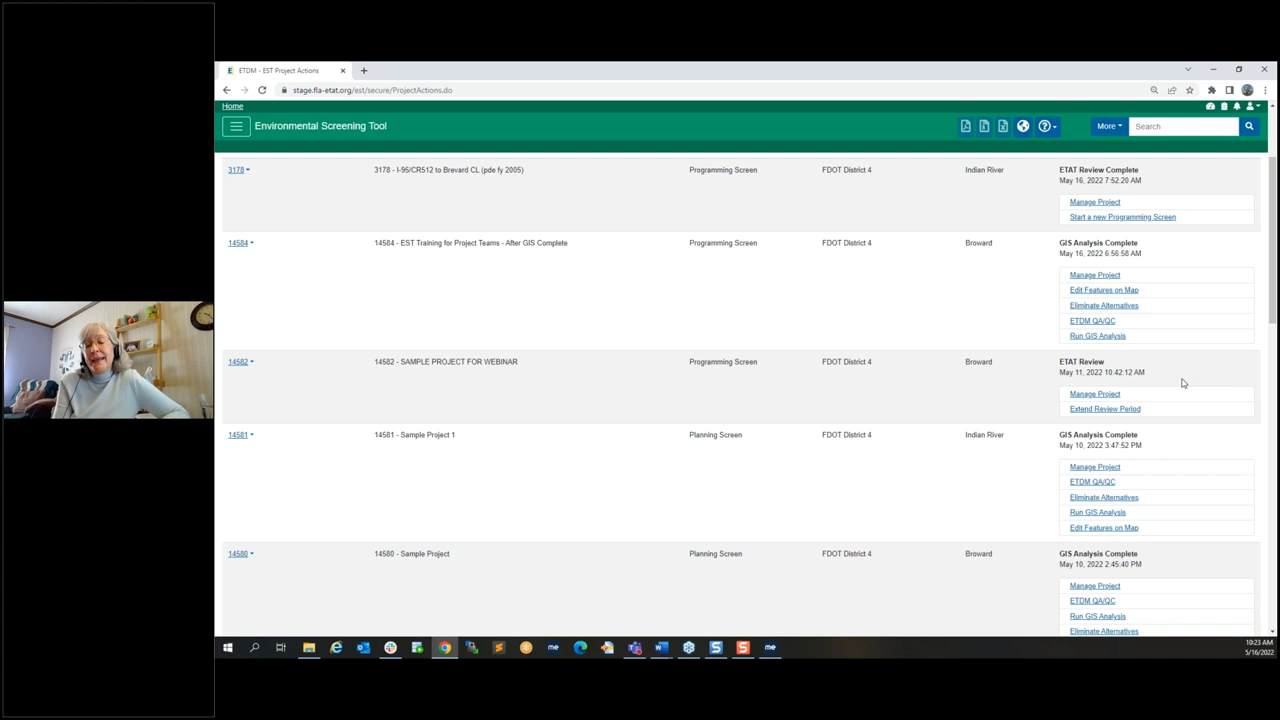 ETDM - EST Project Actions
stage.fla-etat.org/est/secure/ProjectActions.do
Home
Environmental Screening Tool
More
Search
3178
3178 - I-95/CR512 to Brevard CL (pde fy 2005)
Programming Screen
FDOT District 4
Indian River
ETAT Review Complete
May 16, 2022 7:52:20 AM
Manage Project
Start a new Programming Screen
14584
14584 - EST Training for Project Teams - After GIS Complete
Programming Screen
FDOT District 4
Broward
GIS Analysis Complete
May 16, 2022 6:56:58 AM
Manage Project
Edit Features on Map
Eliminate Alternatives
ETDM QA/QC
Run GIS Analysis
14582
14582 - SAMPLE PROJECT FOR WEBINAR
Programming Screen
FDOT District 4
Broward
ETAT Review
May 11, 2022 10:42:12 AM
Manage Project
Extend Review Period
14581
14581 - Sample Project 1
Planning Screen
FDOT District 4
Indian River
GIS Analysis Complete
May 10, 2022 3:47:52 PM
Manage Project
ETDM QA/QC
Eliminate Alternatives
Run GIS Analysis
Edit Features on Map
14580
14580 - Sample Project
Planning Screen
FDOT District 4
Broward
GIS Analysis Complete
May 10, 2022 2:45:40 PM
Manage Project
ETDM QA/QC
Run GIS Analysis
Eliminate Alternatives
me
me
10:23 AM
5/16/2022